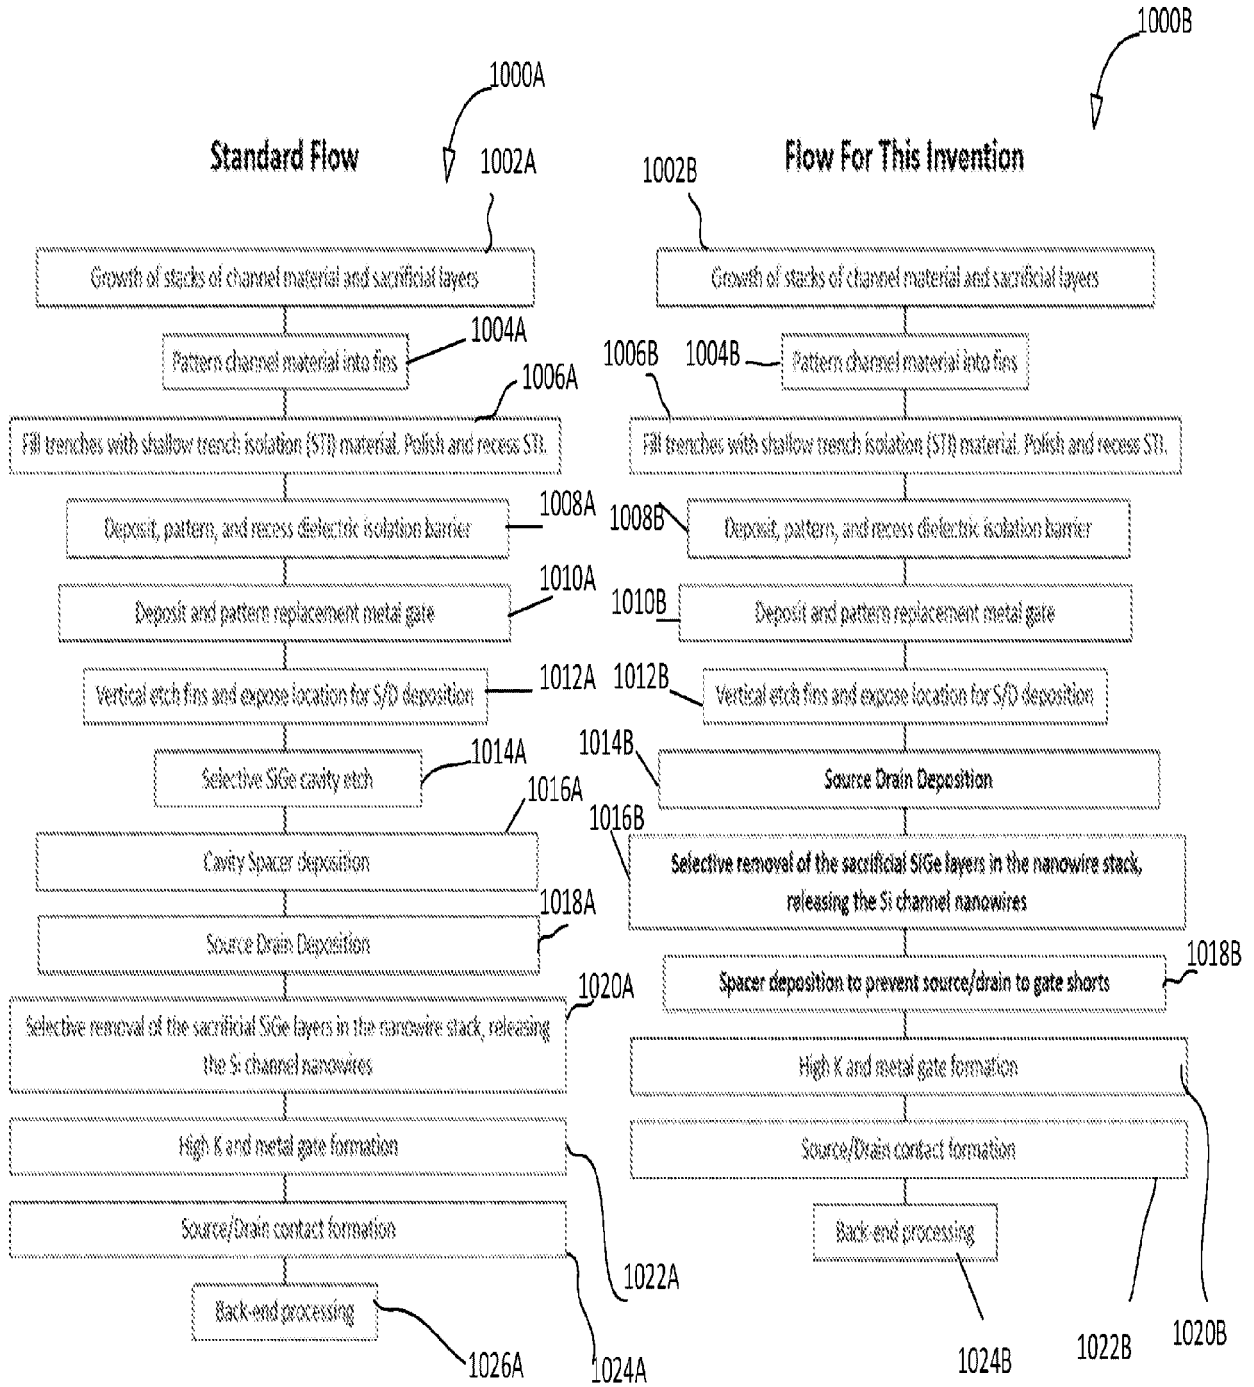 1000B
1000A
Standard Flow
Flow For This Invention
1002A
1002B
Growth of stacks of channel material and sacrificial layers
Growth of stacks of channel material and sacrificial layers
1004A
1006B
1004B
Pattern channel material into fins
Pattern channel material into fins
1006A
Fill trenches with shallow trench isolation (STI) material. Polish and recess STI.
Fill trenches with shallow trench isolation (STI) material. Polish and recess STI.
1008A
1008B
Deposit, pattern, and recess dielectric isolation barrier
Deposit, pattern, and recess dielectric isolation barrier
1010A
1010B
Deposit and pattern replacement metal gate
Deposit and pattern replacement metal gate
1012A
1012B
Vertical etch fins and expose location for S/D deposition
Vertical etch fins and expose location for S/D deposition
1014A
1014B
Selective SiGe cavity etch
Source Drain Deposition
1016A
1016B
Cavity Spacer deposition
Selective removal of the sacrificial SiGe layers in the nanowire stack,
releasing the Si channel nanowires
1018A
Source Drain Deposition
1018B
1020A
Spacer deposition to prevent source/drain to gate shorts
Selective removal of the sacrificial SiGe layers in the nanowire stack, releasing
the Si channel nanowires
High K and metal gate formation
High K and metal gate formation
Source/Drain contact formation
Source/Drain contact formation
Back-end processing
1022A
Back-end processing
1020B
1022B
1024B
1026A
1024A